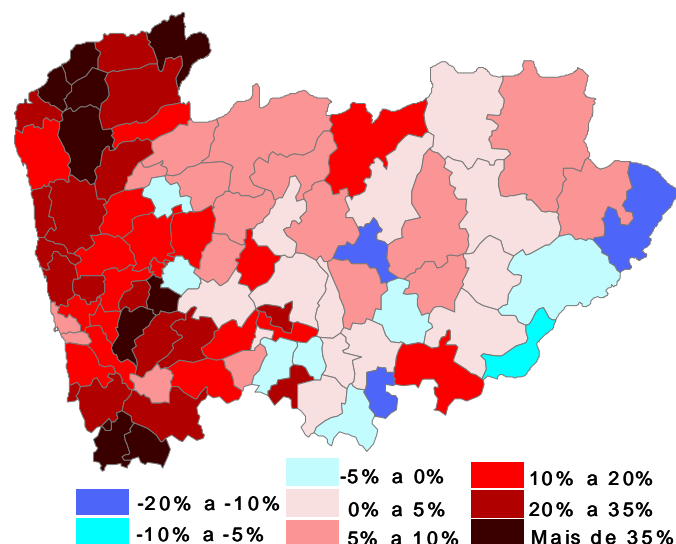 -20% a -10%
-10% a -5%
-5% a 0%
0% a 5%
5% a 10%
10% a 20%
20% a 35%
Mais de 35%